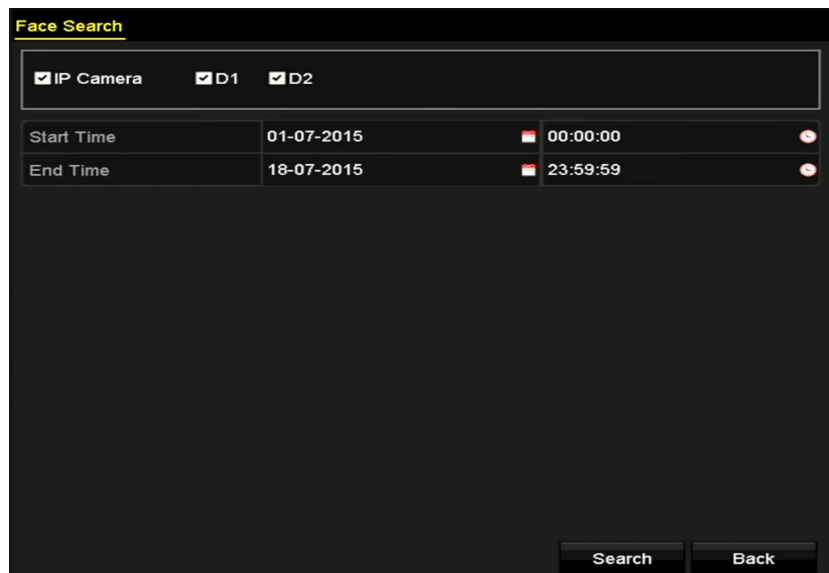 Face Search
IP Camera D1 D2
Start Time 01-07-2015 00:00:00
End Time 18-07-2015 23:59:59
Search Back